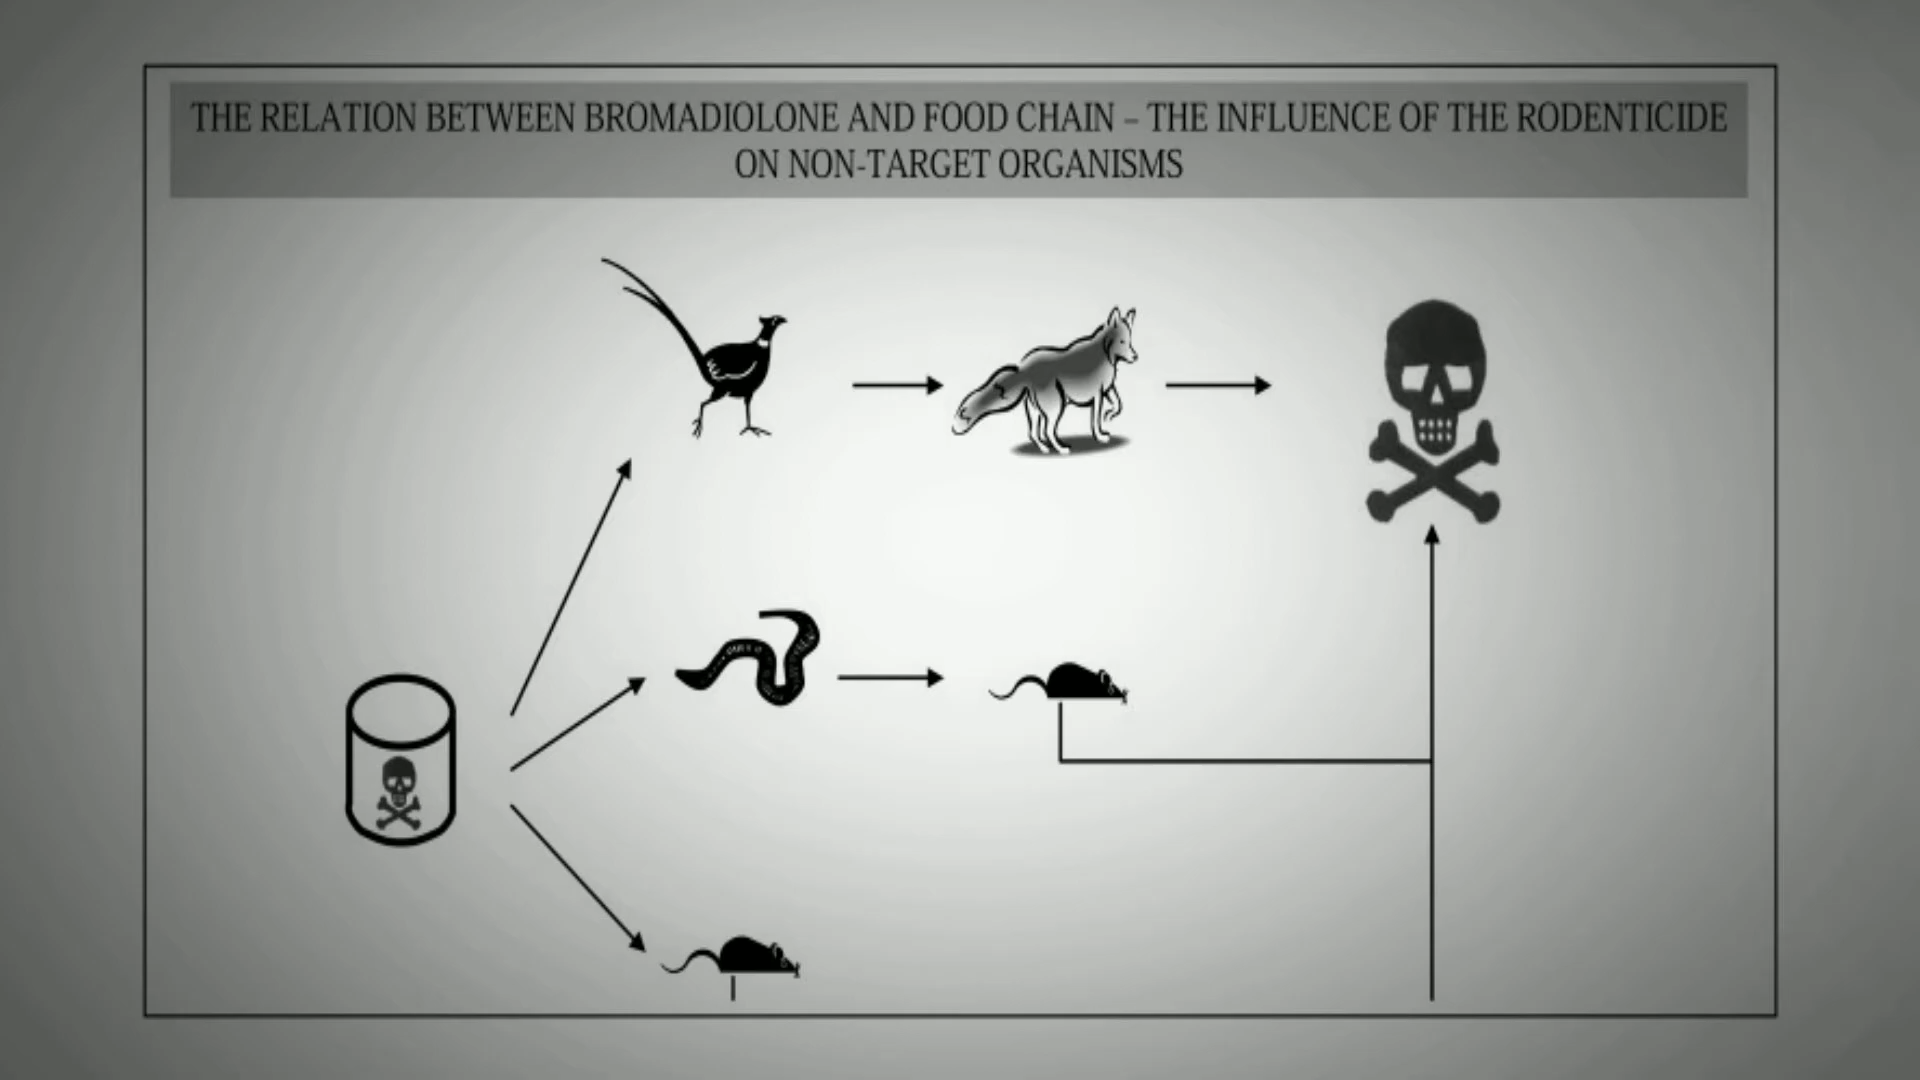 THE RELATION BETWEEN BROMADIOLONE AND FOOD CHAIN – THE INFLUENCE OF THE RODENTICIDE
ON NON-TARGET ORGANISMS